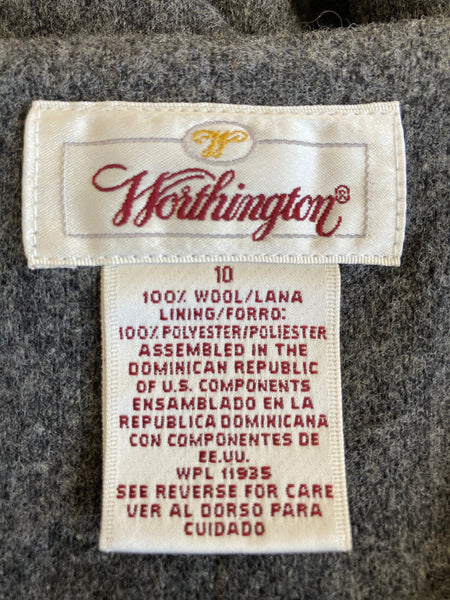 W
Worthington®
10
100% WOOL/LANA
LINING/FORRO:
100% POLYESTER/POLIESTER
ASSEMBLED IN THE
DOMINICAN REPUBLIC
OF U.S. COMPONENTS
ENSAMBLADO EN LA
REPUBLICA DOMINICANA
CON COMPONENTES DE
EE.UU.
WPL 11935
SEE REVERSE FOR CARE
VER AL DORSO PARA
CUIDADO